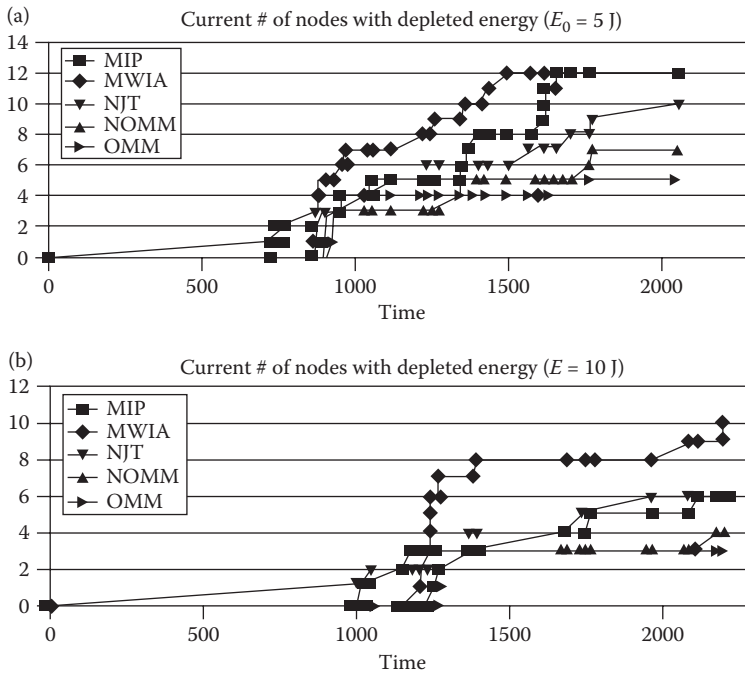 (a)
Current # of nodes with depleted energy (E₀ = 5 J)
14
12
10
8
6
4
2
0
MIP
MWIA
NJT
NOMM
OMM
0 500 1000 1500 2000
Time
(b)
Current # of nodes with depleted energy (E = 10 J)
12
10
8
6
4
2
0
MIP
MWIA
NJT
NOMM
OMM
0 500 1000 1500 2000
Time